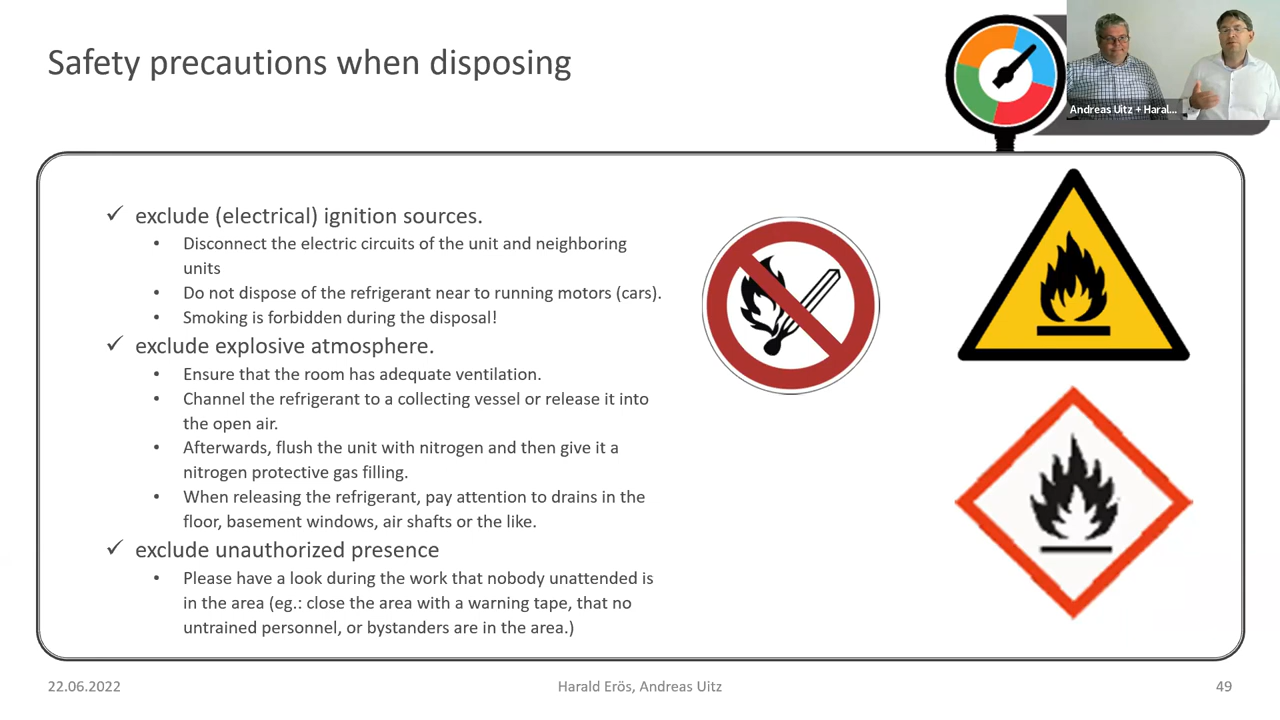 Safety precautions when disposing
Andreas Uitz + Haral...
✓ exclude (electrical) ignition sources.
• Disconnect the electric circuits of the unit and neighboring
units
• Do not dispose of the refrigerant near to running motors (cars).
• Smoking is forbidden during the disposal!
✓ exclude explosive atmosphere.
• Ensure that the room has adequate ventilation.
• Channel the refrigerant to a collecting vessel or release it into
the open air.
• Afterwards, flush the unit with nitrogen and then give it a
nitrogen protective gas filling.
• When releasing the refrigerant, pay attention to drains in the
floor, basement windows, air shafts or the like.
✓ exclude unauthorized presence
• Please have a look during the work that nobody unattended is
in the area (eg.: close the area with a warning tape, that no
untrained personnel, or bystanders are in the area.)
22.06.2022
Harald Erös, Andreas Uitz
49